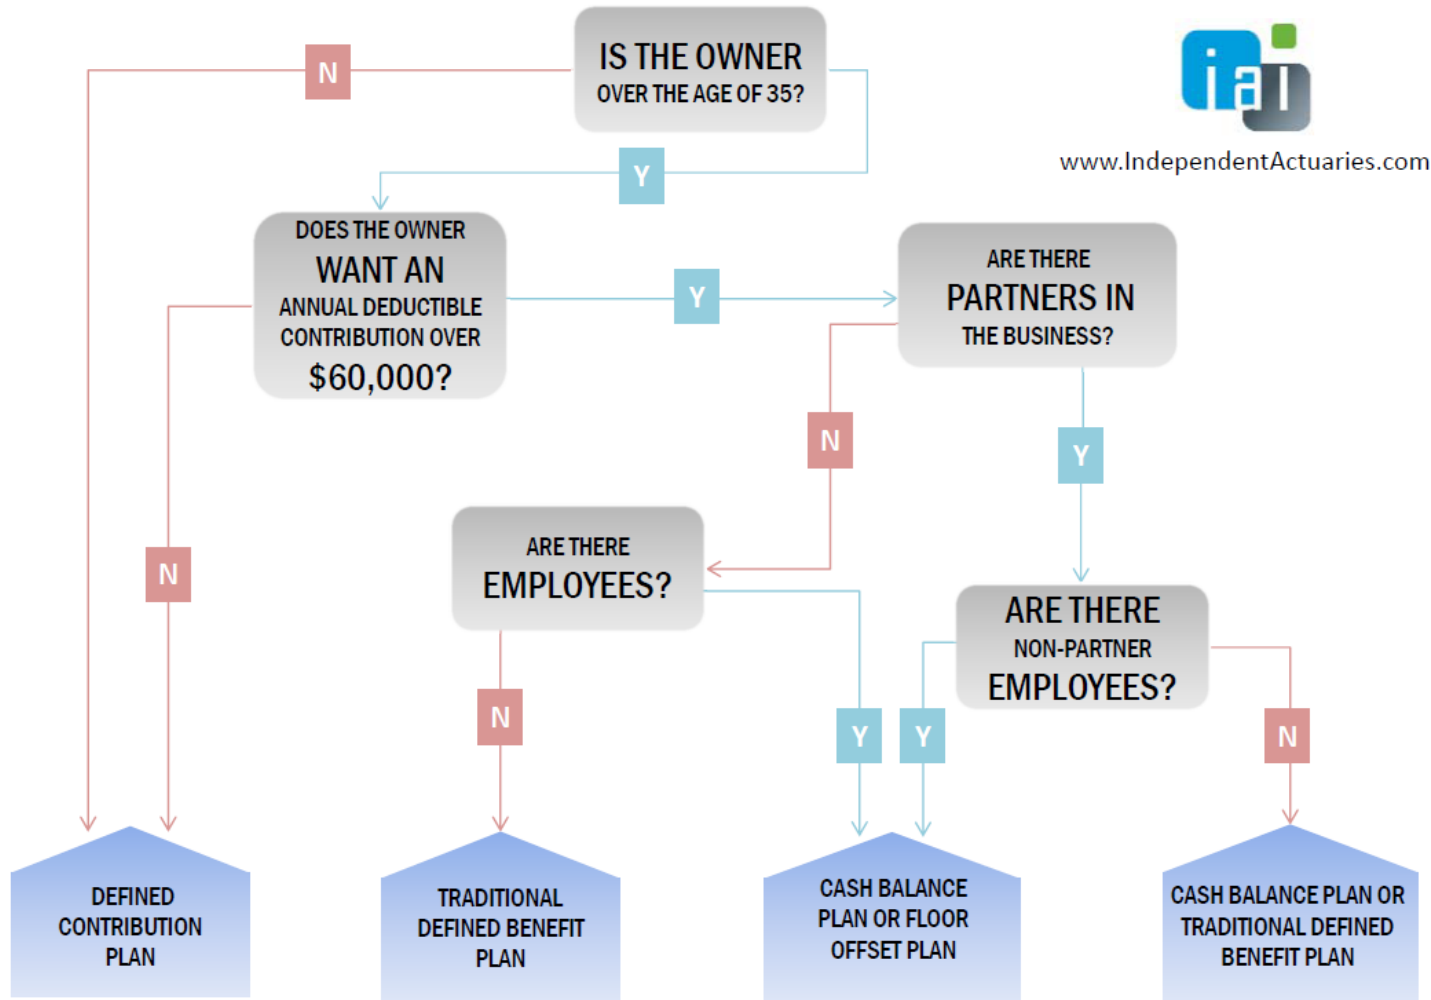 IS THE OWNER
OVER THE AGE OF 35?
N
iai
www.IndependentActuaries.com
Y
DOES THE OWNER
WANT AN
ANNUAL DEDUCTIBLE
CONTRIBUTION OVER
$60,000?
Y
ARE THERE
PARTNERS IN
THE BUSINESS?
N
Y
N
ARE THERE
EMPLOYEES?
ARE THERE
NON-PARTNER
EMPLOYEES?
N
Y
Y
N
DEFINED
CONTRIBUTION
PLAN
TRADITIONAL
DEFINED BENEFIT
PLAN
CASH BALANCE
PLAN OR FLOOR
OFFSET PLAN
CASH BALANCE PLAN OR
TRADITIONAL DEFINED
BENEFIT PLAN